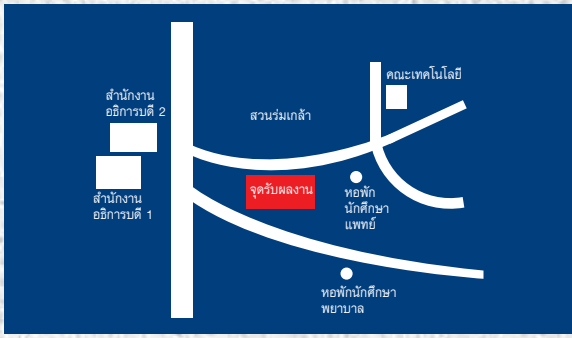 คณะเทคโนโลยี
สำนักงาน
อธิการบดี 2
สวนร่มเกล้า
จุดรับผลงาน
สำนักงาน
อธิการบดี 1
หอพัก
นักศึกษา
แพทย์
หอพักนักศึกษา
พยาบาล